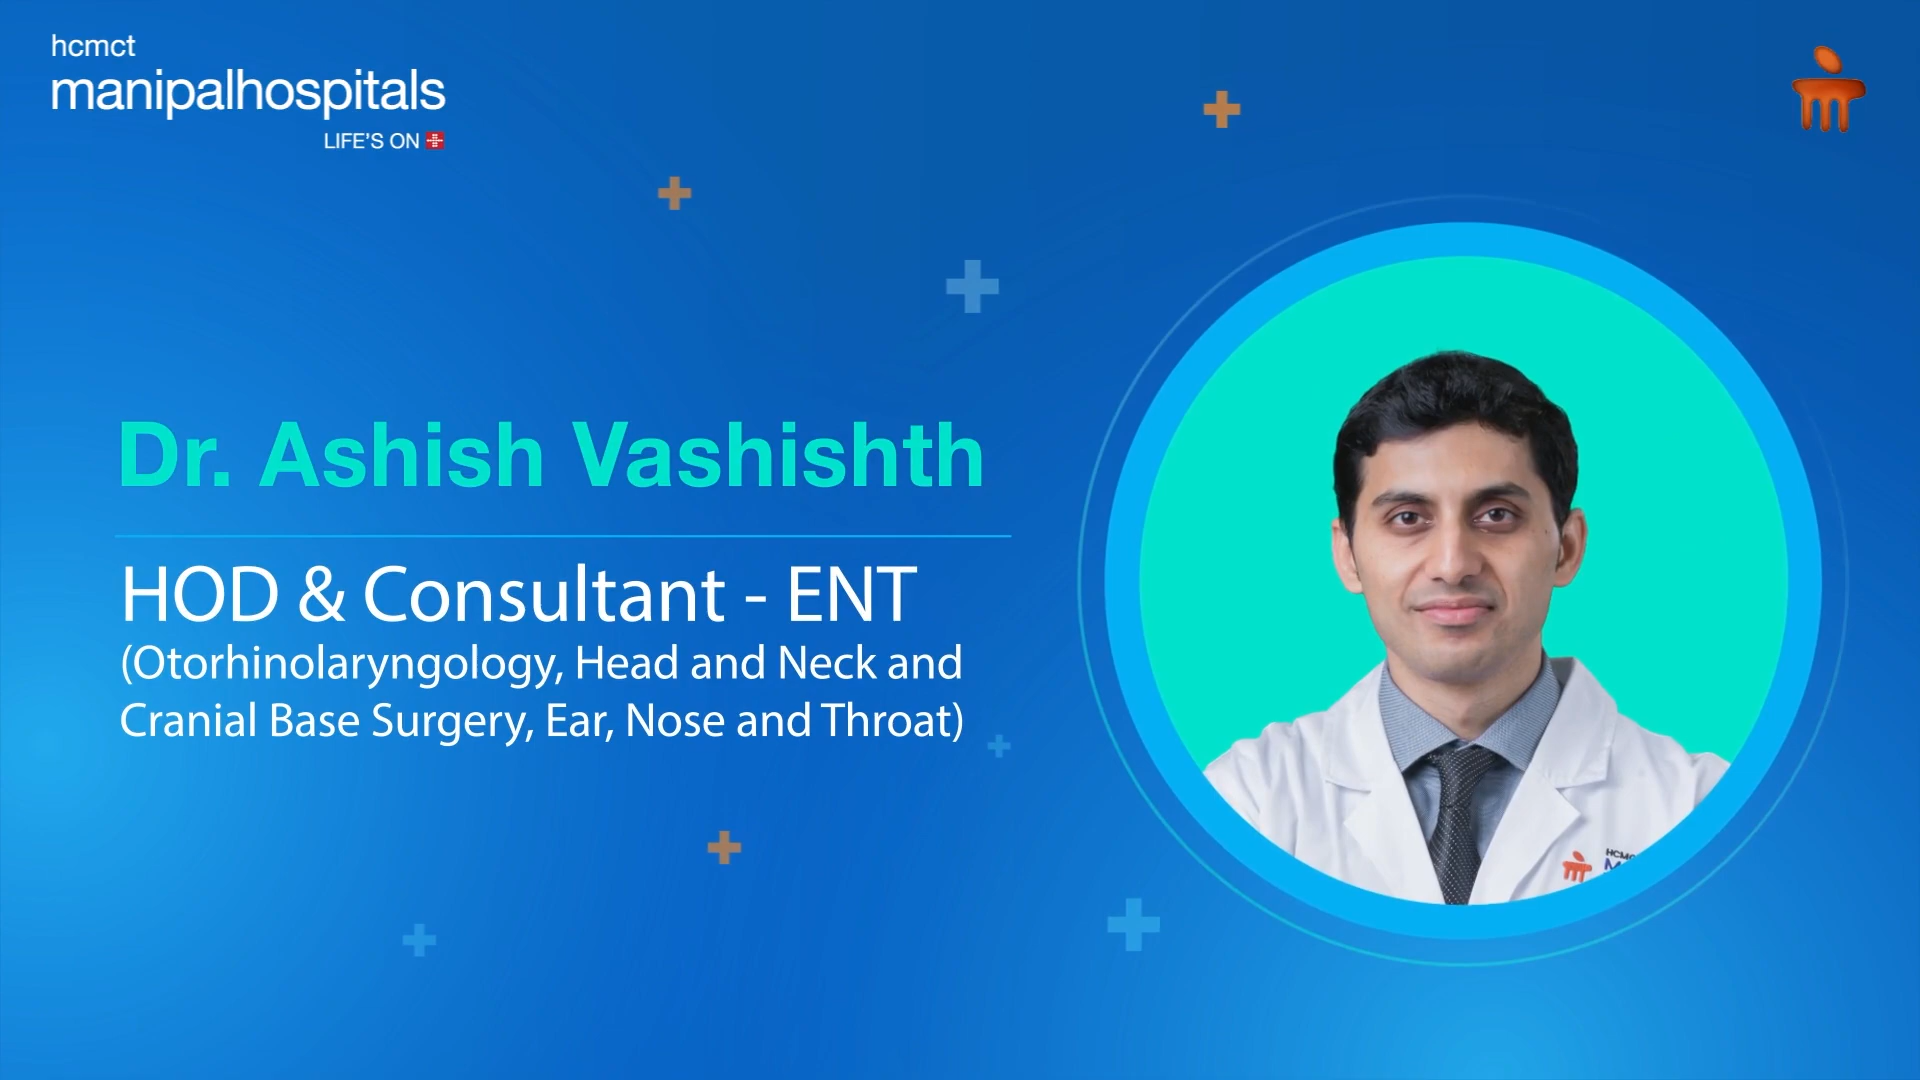 hcmct
manipalhospitals
LIFE'S ON
Dr. Ashish Vashishth
HOD & Consultant - ENT
(Otorhinolaryngology, Head and Neck and
Cranial Base Surgery, Ear, Nose and Throat)